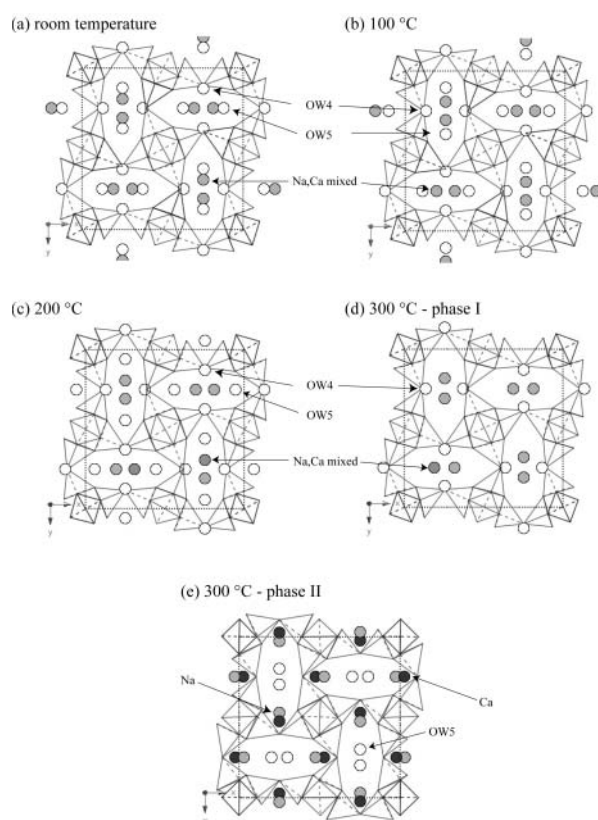 (a) room temperature
(b) 100 °C
OW4
OW5
Na,Ca mixed
y
y
(c) 200 °C
(d) 300 °C - phase I
OW4
OW5
Na,Ca mixed
y
y
(e) 300 °C - phase II
Na
Ca
OW5